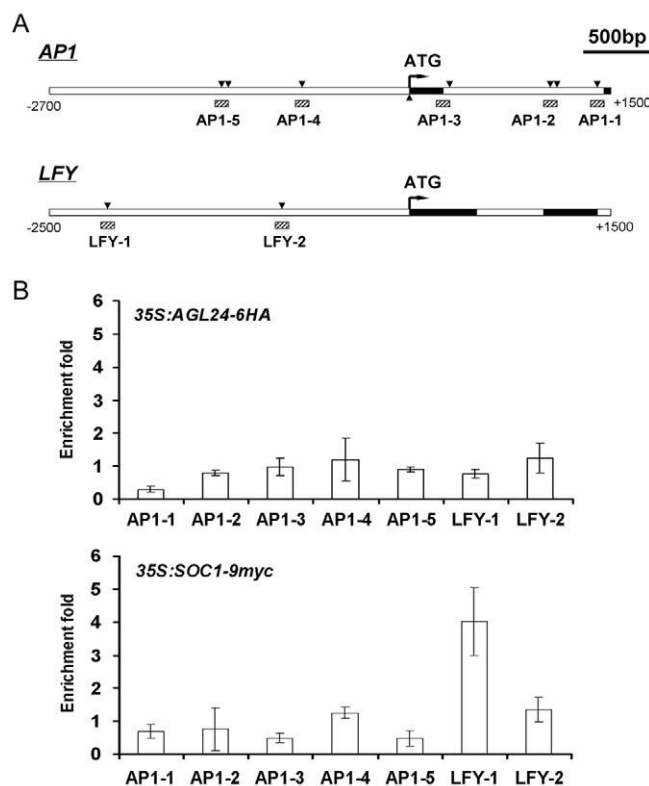 A
500bp
AP1
ATG
-2700
+1500
AP1-5
AP1-4
AP1-3
AP1-2
AP1-1
LFY
ATG
-2500
+1500
LFY-1
LFY-2
B
35S:AGL24-6HA
Enrichment fold
6
5
4
3
2
1
0
AP1-1 AP1-2 AP1-3 AP1-4 AP1-5 LFY-1 LFY-2
35S:SOC1-9myc
Enrichment fold
6
5
4
3
2
1
0
AP1-1 AP1-2 AP1-3 AP1-4 AP1-5 LFY-1 LFY-2